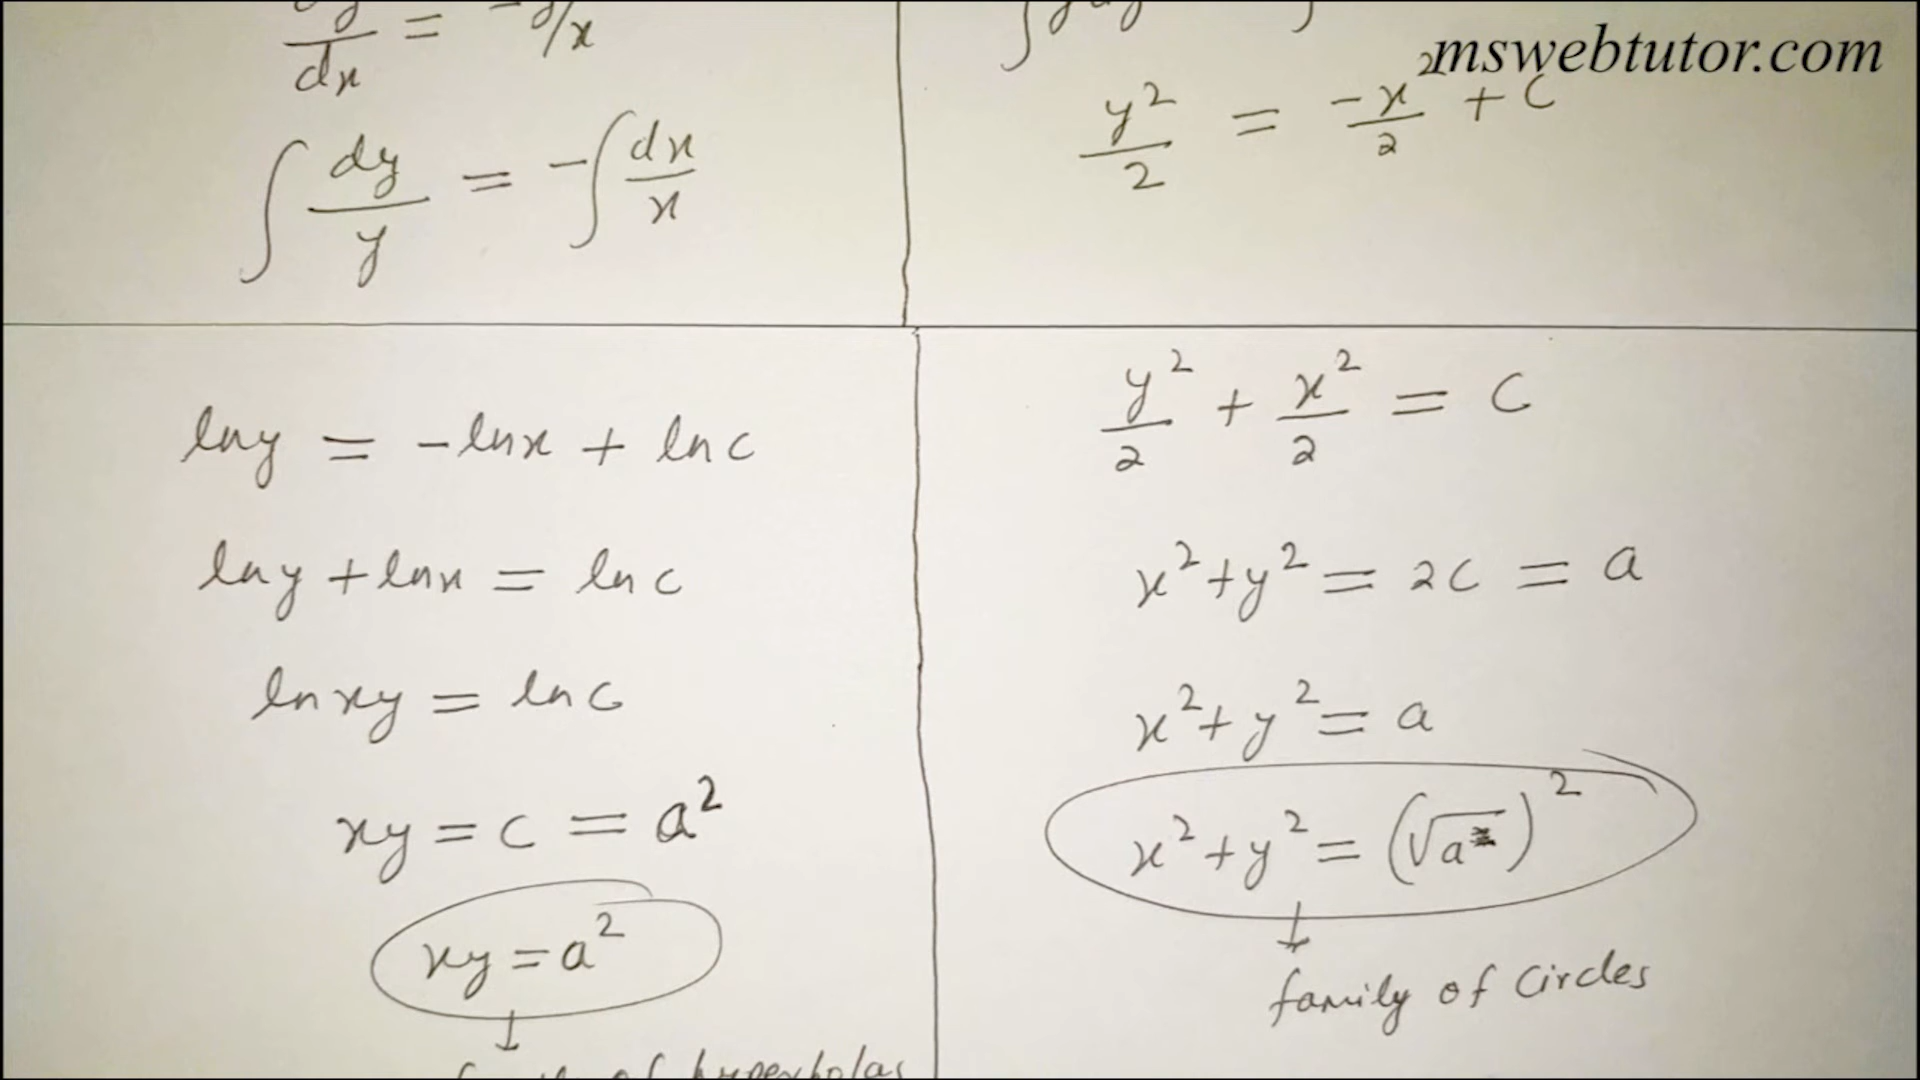 dy/dx = -y/x
∫ dy/y = -∫ dx/x
ln y = -ln x + ln c
ln y + ln x = ln c
ln xy = ln c
xy = c = a²
xy = a²
of hyperbolas
mswebtutor.com
y²/2 = -x²/2 + C
y²/2 + x²/2 = C
x² + y² = 2C = a
x² + y² = a
x² + y² = (√a)²
family of Circles